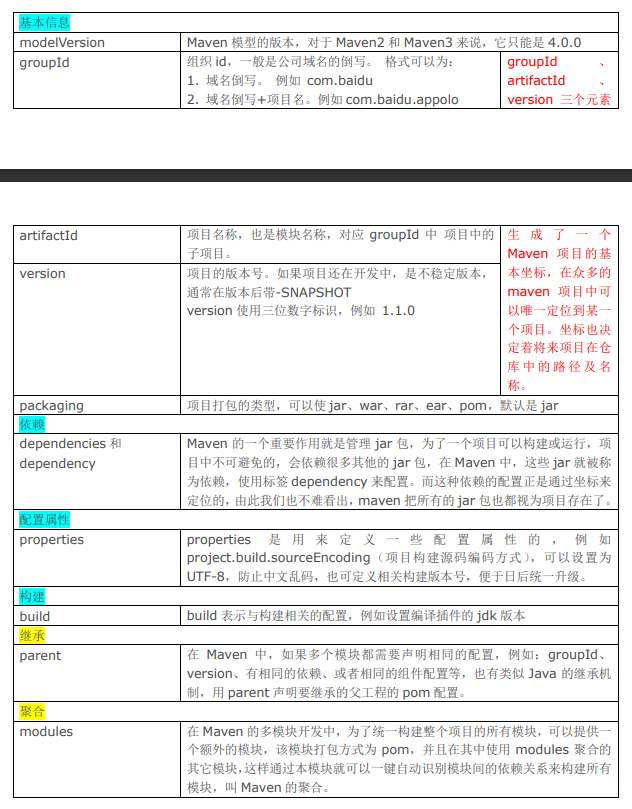 基本信息
modelVersion
Maven 模型的版本，对于 Maven2 和 Maven3 来说，它只能是 4.0.0
groupId
组织 id，一般是公司域名的倒写。 格式可以为：
1. 域名倒写。 例如 com.baidu
2. 域名倒写+项目名。例如 com.baidu.appolo
groupId 、
artifactId 、
version 三个元素
artifactId
项目名称，也是模块名称，对应 groupId 中 项目中的
子项目。
version
项目的版本号。如果项目还在开发中，是不稳定版本，
通常在版本后带-SNAPSHOT
version 使用三位数字标识，例如 1.1.0
生成了一个
Maven 项目的基
本坐标，在众多的
maven 项目中可
以唯一定位到某一
个项目。坐标也决
定着将来项目在仓
库中的路径及名
称。
packaging
项目打包的类型，可以使 jar、war、rar、ear、pom，默认是 jar
依赖
dependencies 和
dependency
Maven 的一个重要作用就是管理 jar 包，为了一个项目可以构建或运行，项
目中不可避免的，会依赖很多其他的 jar 包，在 Maven 中，这些 jar 就被称
为依赖，使用标签 dependency 来配置。而这种依赖的配置正是通过坐标来
定位的，由此我们也不难看出，maven 把所有的 jar 包也都视为项目存在了。
配置属性
properties
properties 是用来定义一些配置属性的，例如
project.build.sourceEncoding（项目构建源码编码方式），可以设置为
UTF-8，防止中文乱码，也可定义相关构建版本号，便于日后统一升级。
构建
build
build 表示与构建相关的配置，例如设置编译插件的 jdk 版本
继承
parent
在 Maven 中，如果多个模块都需要声明相同的配置，例如：groupId、
version、有相同的依赖、或者相同的组件配置等，也有类似 Java 的继承机
制，用 parent 声明要继承的父工程的 pom 配置。
聚合
modules
在 Maven 的多模块开发中，为了统一构建整个项目的所有模块，可以提供一
个额外的模块，该模块打包方式为 pom，并且在其中使用 modules 聚合的
其它模块，这样通过本模块就可以一键自动识别模块间的依赖关系来构建所有
模块，叫 Maven 的聚合。